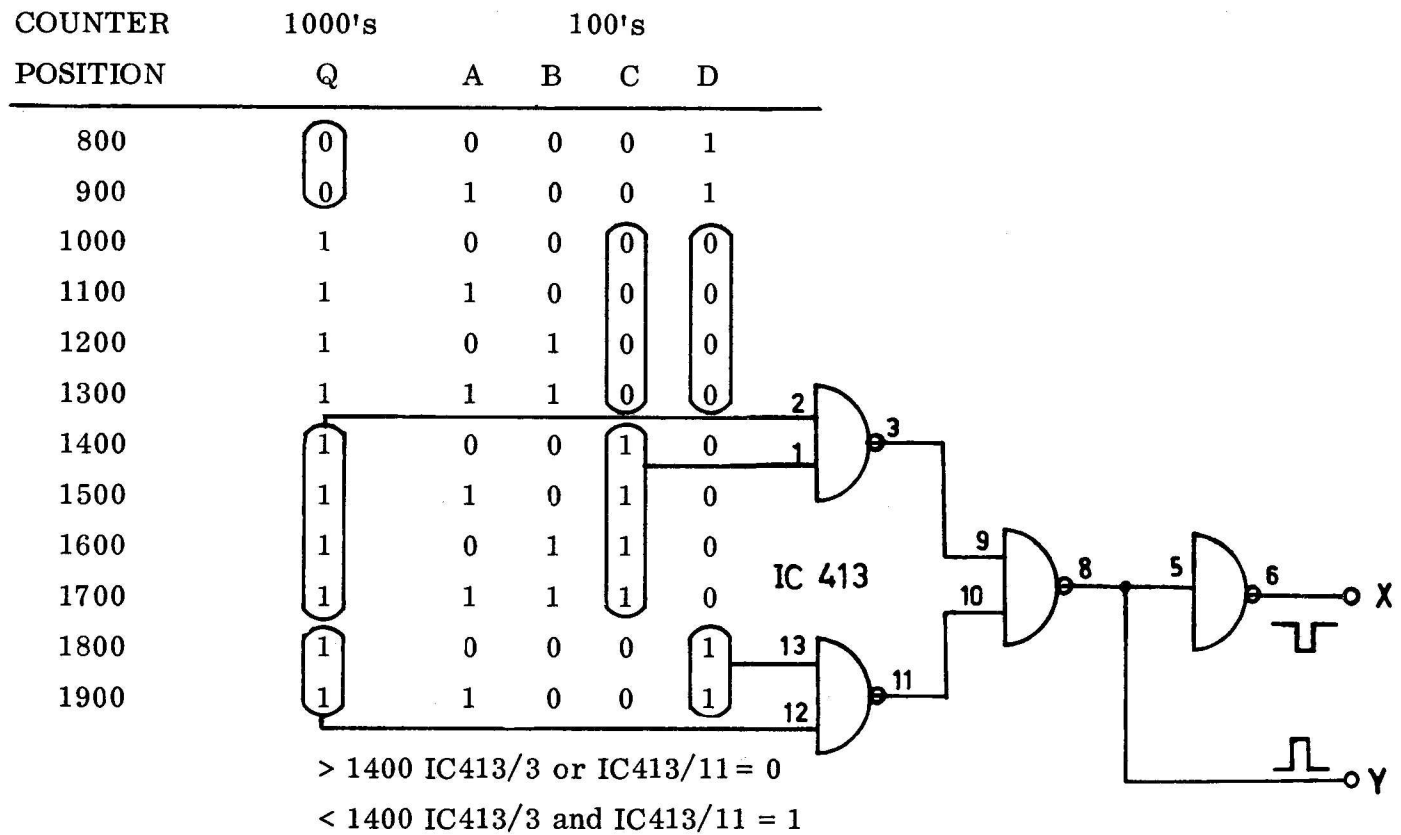 COUNTER 1000's 100's
POSITION Q A B C D
800 0 0 0 0 1
900 0 1 0 0 1
1000 1 0 0 0 0
1100 1 1 0 0 0
1200 1 0 1 0 0
1300 1 1 1 0 0
2
3
1400 1 0 0 1 0
1
1500 1 1 0 1 0
1600 1 0 1 1 0
9
IC 413
8
5
6
1700 1 1 1 1 0
10
X
1800 1 0 0 0 1
13
11
1900 1 1 0 0 1
12
> 1400 IC413/3 or IC413/11 = 0
Y
< 1400 IC413/3 and IC413/11 = 1